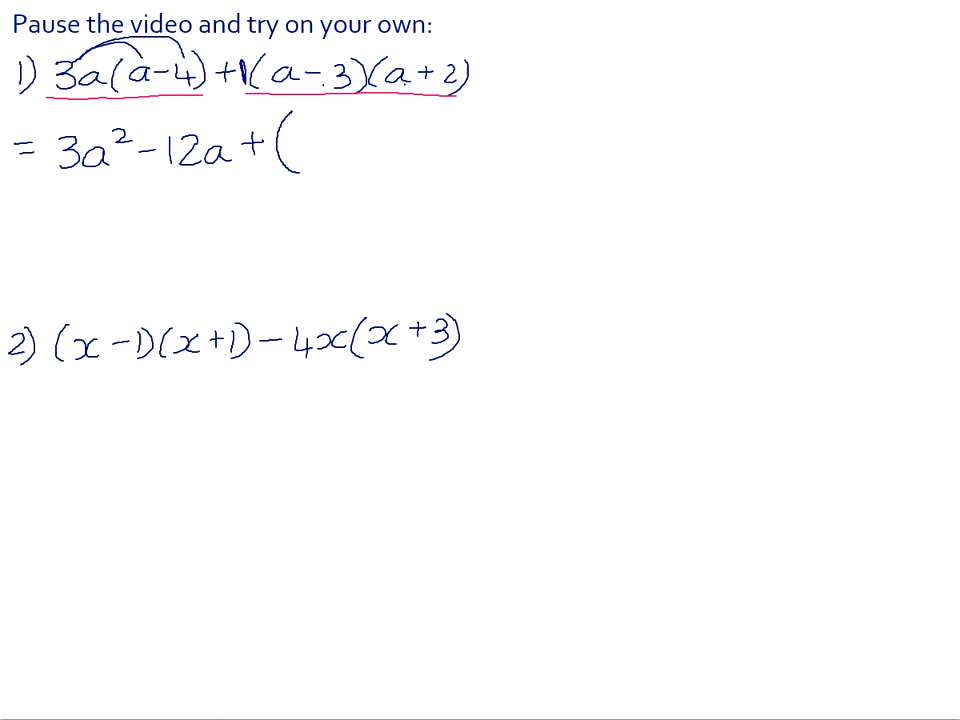 Pause the video and try on your own:
1) 3a(a-4)+1(a-3)(a+2)
= 3a²-12a+(
2) (x-1)(x+1)-4x(x+3)